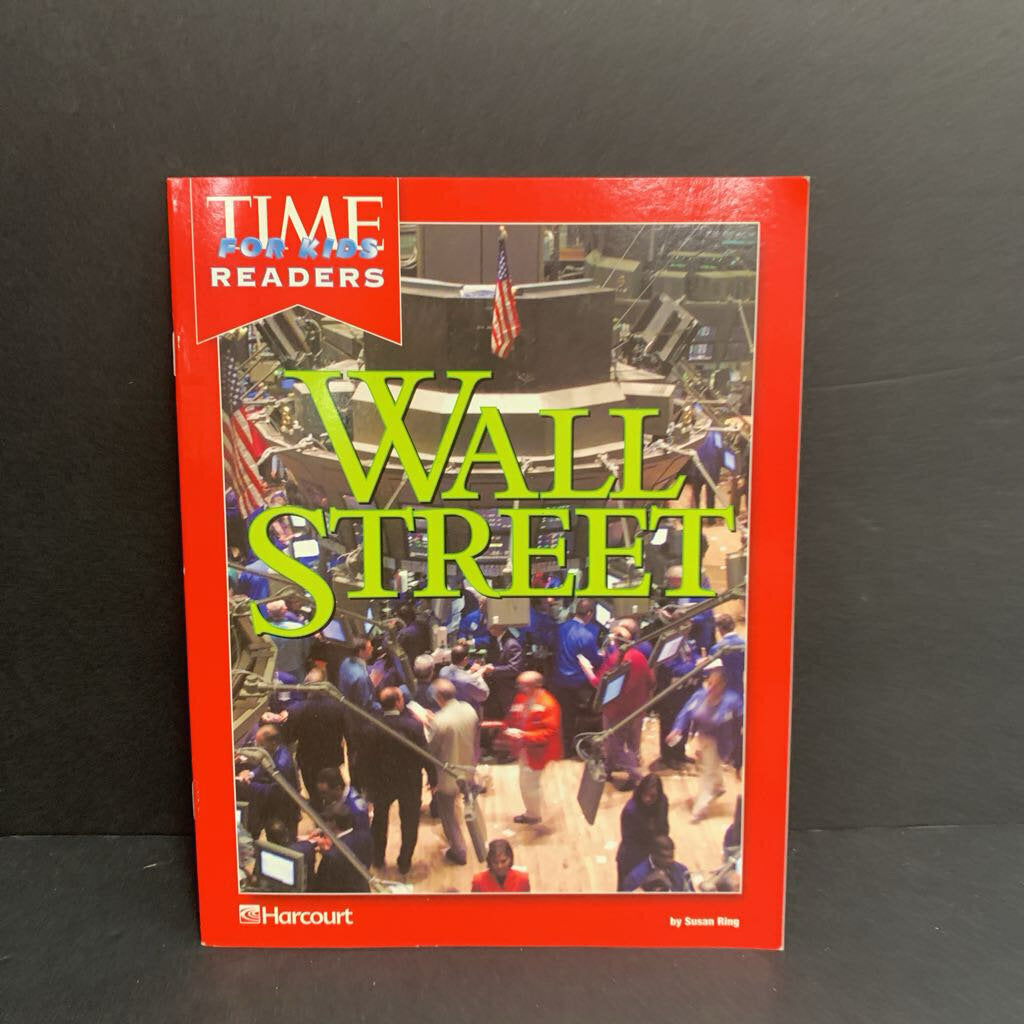 TIME
FOR KIDS
READERS
WALL
STREET
Harcourt
by Susan Ring